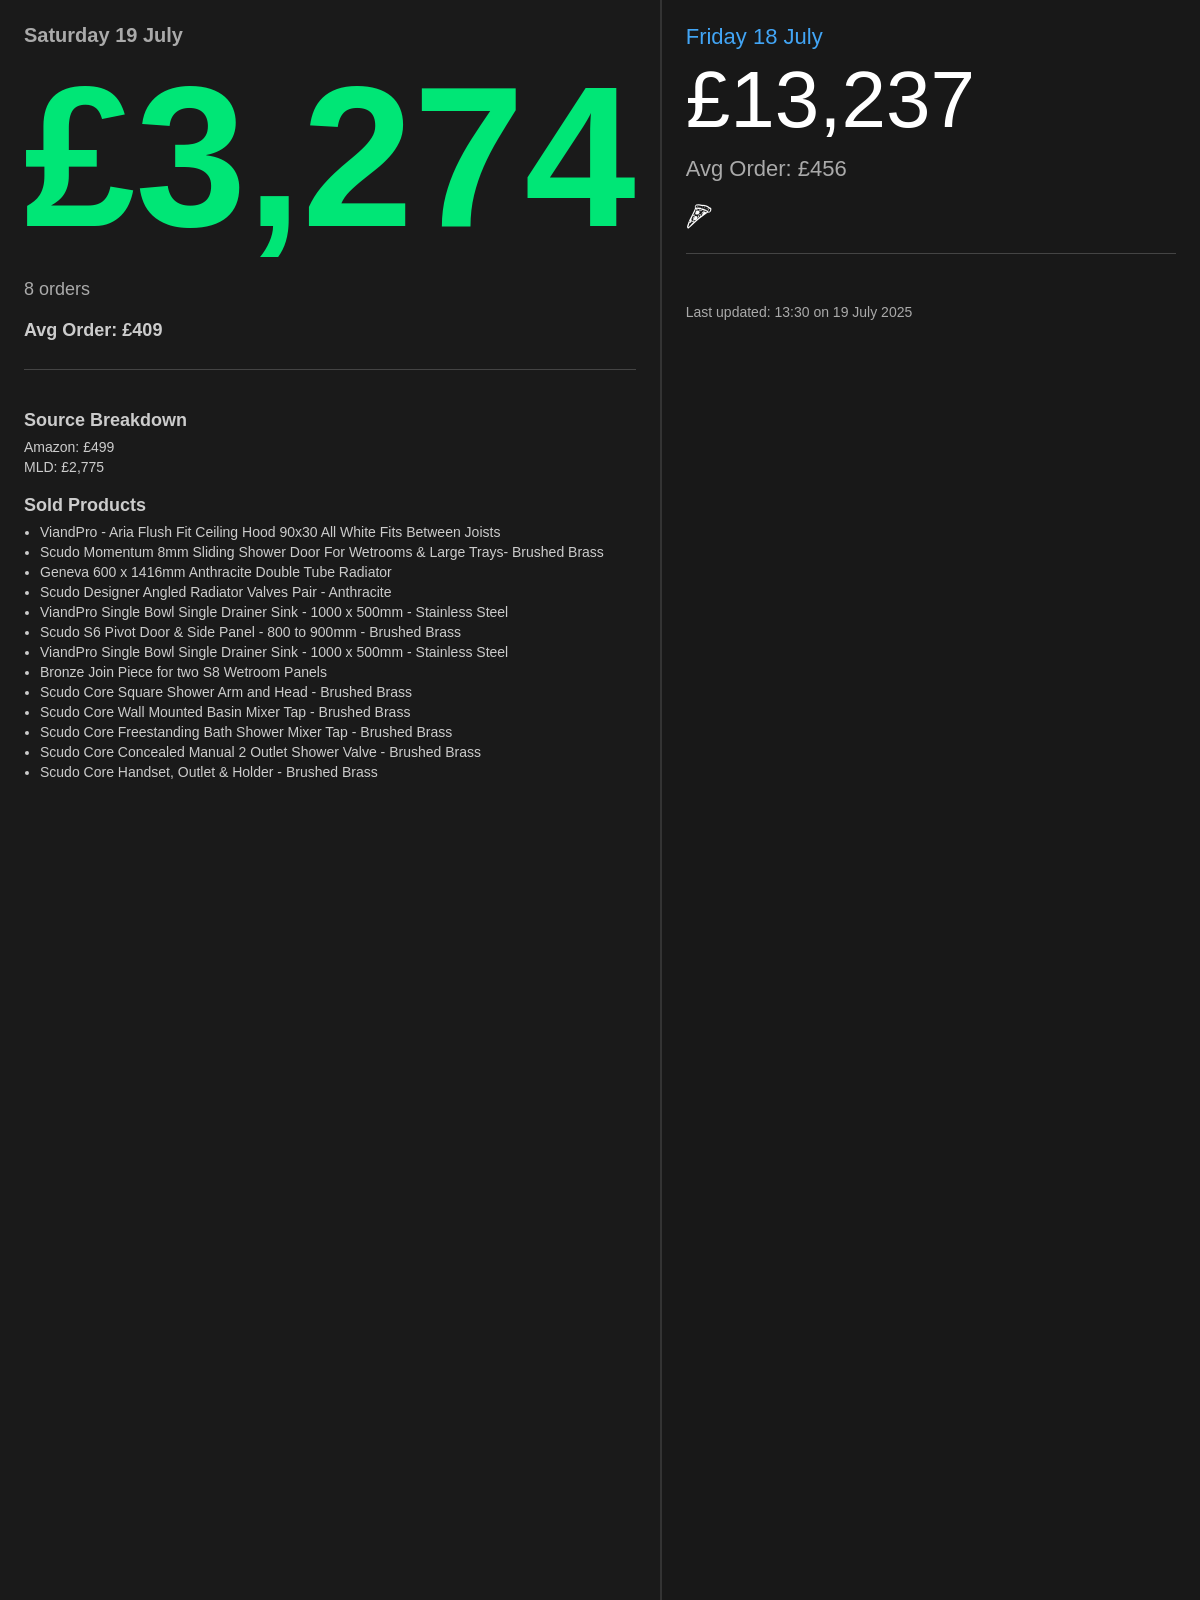 Saturday 19 July
£3,274
8 orders
Avg Order: £409
Source Breakdown
Amazon: £499
MLD: £2,775
Sold Products
• ViandPro - Aria Flush Fit Ceiling Hood 90x30 All White Fits Between Joists
• Scudo Momentum 8mm Sliding Shower Door For Wetrooms & Large Trays- Brushed Brass
• Geneva 600 x 1416mm Anthracite Double Tube Radiator
• Scudo Designer Angled Radiator Valves Pair - Anthracite
• ViandPro Single Bowl Single Drainer Sink - 1000 x 500mm - Stainless Steel
• Scudo S6 Pivot Door & Side Panel - 800 to 900mm - Brushed Brass
• ViandPro Single Bowl Single Drainer Sink - 1000 x 500mm - Stainless Steel
• Bronze Join Piece for two S8 Wetroom Panels
• Scudo Core Square Shower Arm and Head - Brushed Brass
• Scudo Core Wall Mounted Basin Mixer Tap - Brushed Brass
• Scudo Core Freestanding Bath Shower Mixer Tap - Brushed Brass
• Scudo Core Concealed Manual 2 Outlet Shower Valve - Brushed Brass
• Scudo Core Handset, Outlet & Holder - Brushed Brass
Friday 18 July
£13,237
Avg Order: £456
🍕
Last updated: 13:30 on 19 July 2025